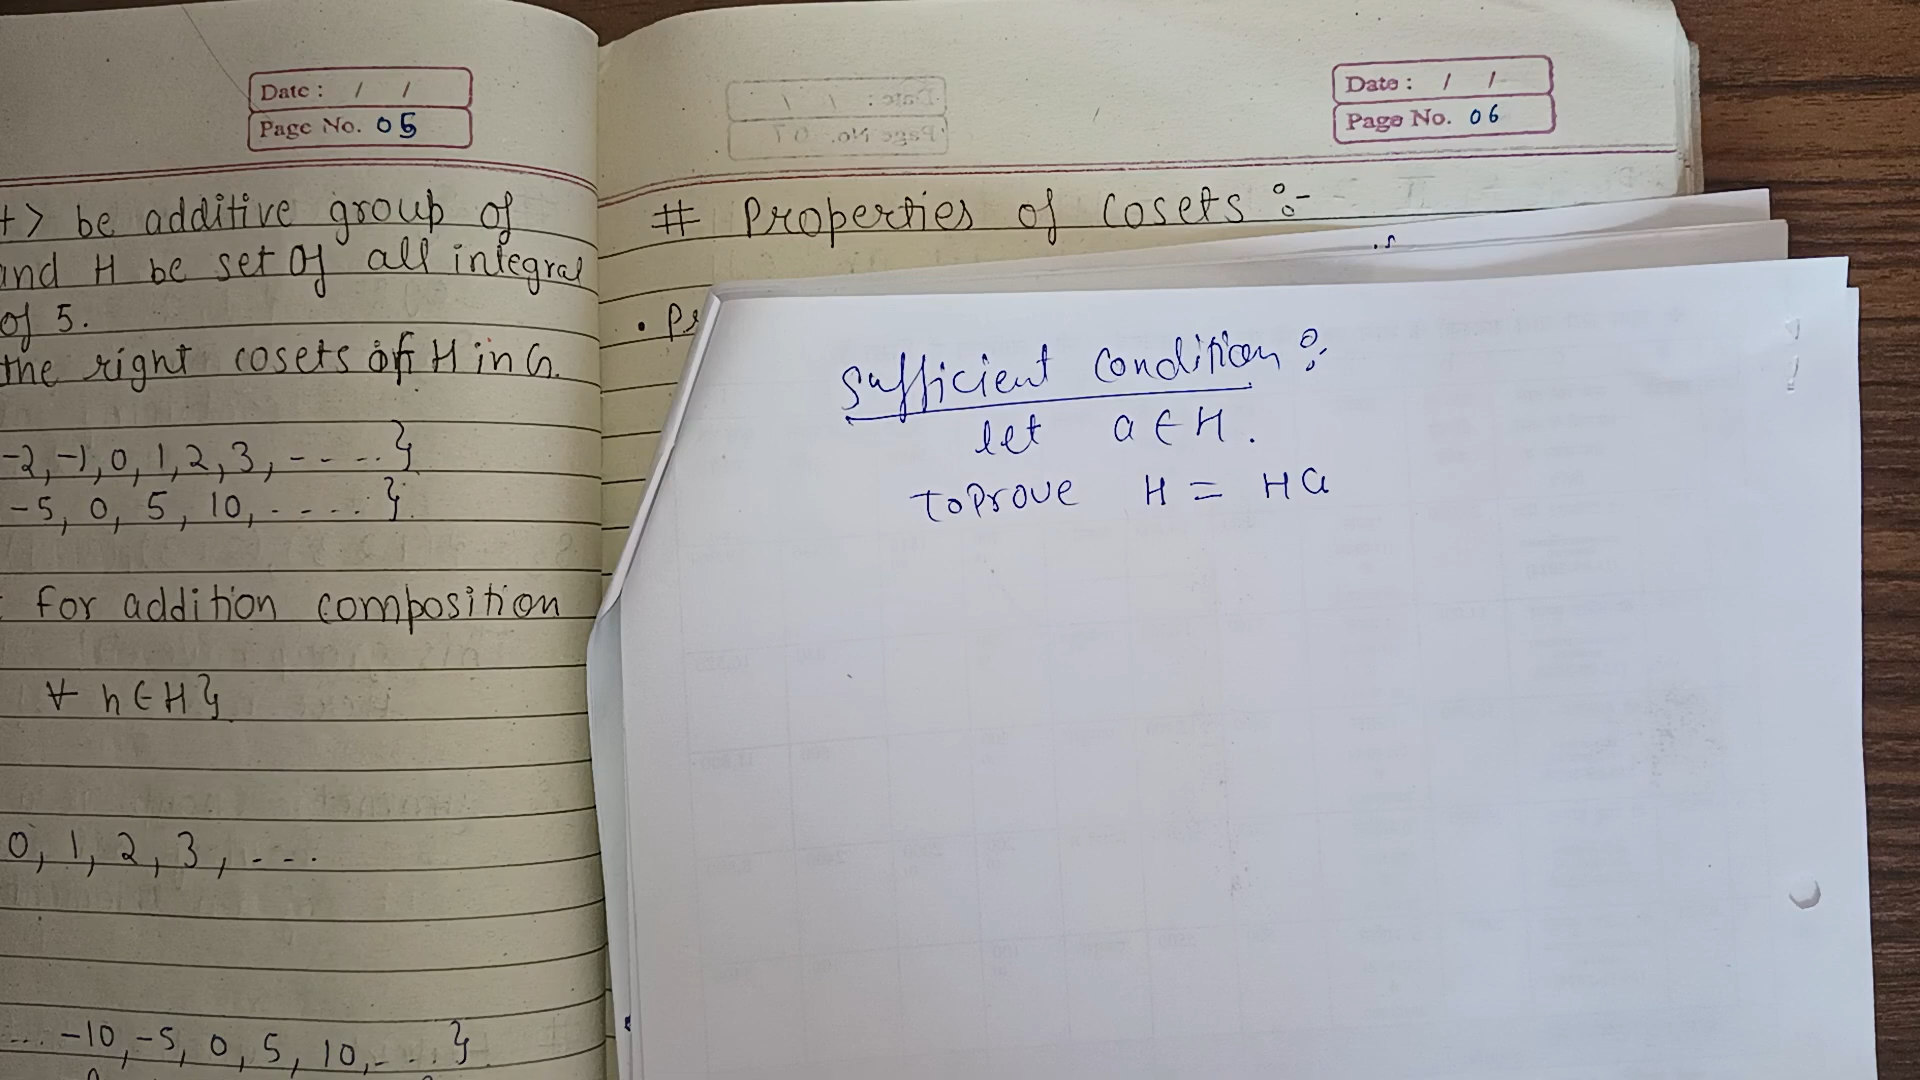 Date : / /
Page No. 05
+> be additive group of
and H be set of all integral
of 5.
the right cosets of H in G.
-2, -1, 0, 1, 2, 3, - - - -}
-5, 0, 5, 10, - - - -}
for addition composition
∀ h ∈ H}
0, 1, 2, 3, - - -
... -10, -5, 0, 5, 10, - - -}
Date : / /
Page No. 06
# Properties of cosets :-
• Pr
Sufficient condition :-
let a ∈ H.
To Prove H = Ha